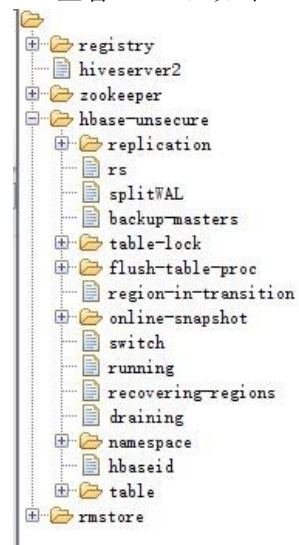 registry
hiveserver2
zookeeper
hbase-unsecure
replication
rs
splitWAL
backup-masters
table-lock
flush-table-proc
region-in-transition
online-snapshot
switch
running
recovering-regions
draining
namespace
hbaseid
table
rmstore